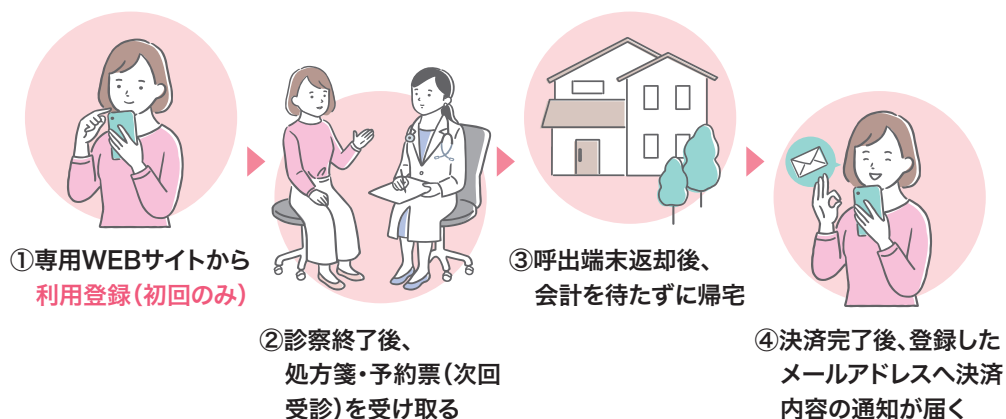 ①専用WEBサイトから
利用登録（初回のみ）
②診察終了後、
処方箋・予約票（次回
受診）を受け取る
③呼出端末返却後、
会計を待たずに帰宅
④決済完了後、登録した
メールアドレスへ決済
内容の通知が届く